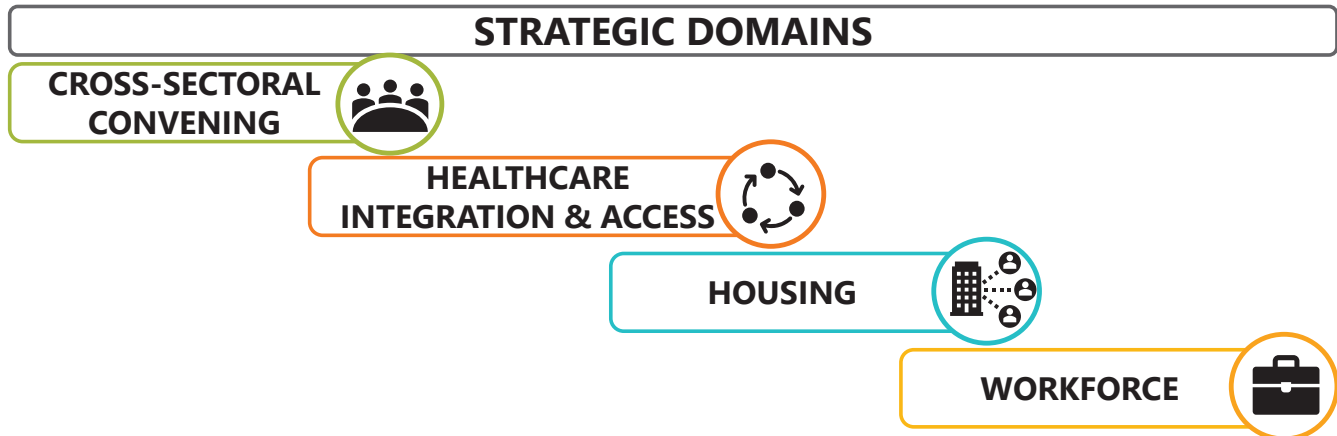 STRATEGIC DOMAINS
CROSS-SECTORAL
CONVENING
HEALTHCARE
INTEGRATION & ACCESS
HOUSING
WORKFORCE